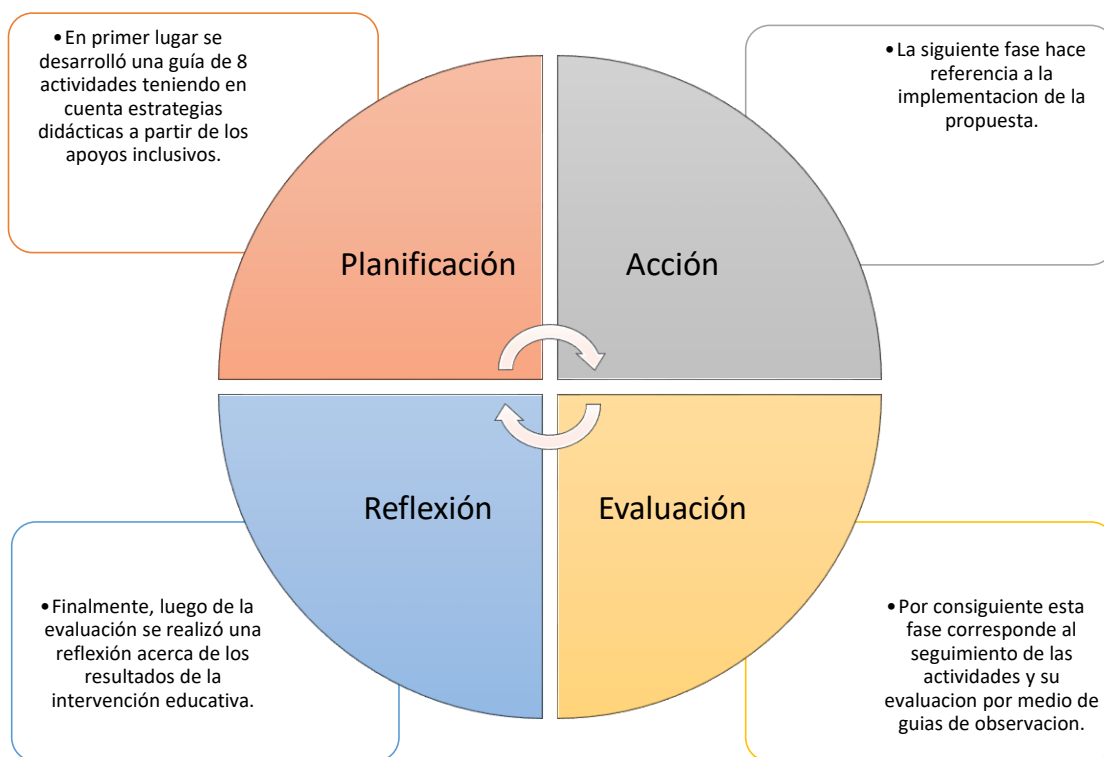 •En primer lugar se
desarrolló una guía de 8
actividades teniendo en
cuenta estrategias
didácticas a partir de los
apoyos inclusivos.
•La siguiente fase hace
referencia a la
implementacion de la
propuesta.
Planificación
Acción
Reflexión
Evaluación
•Finalmente, luego de la
evaluación se realizó una
reflexión acerca de los
resultados de la
intervención educativa.
•Por consiguiente esta
fase corresponde al
seguimiento de las
actividades y su
evaluacion por medio de
guias de observacion.